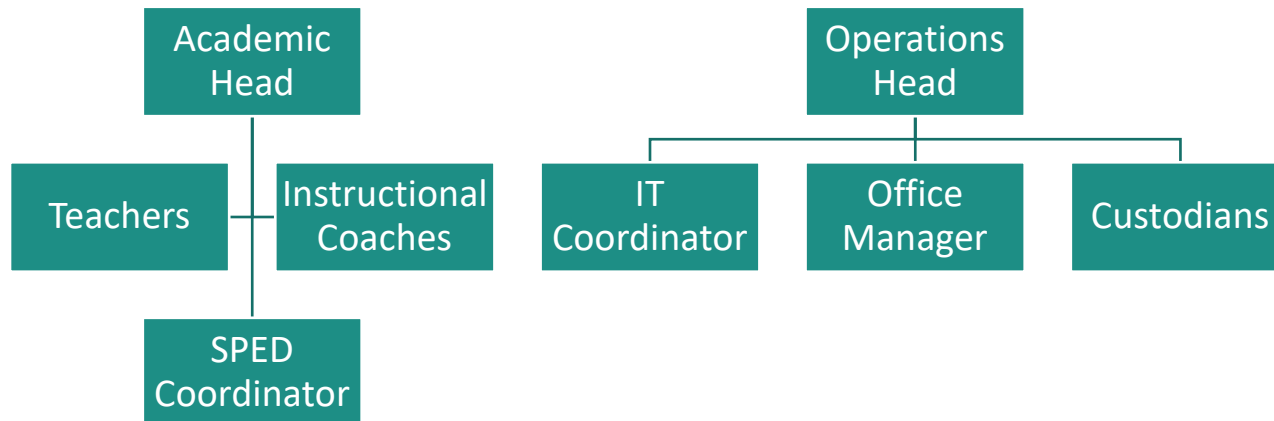 Academic
Head
Operations
Head
Teachers
Instructional
Coaches
IT
Coordinator
Office
Manager
Custodians
SPED
Coordinator